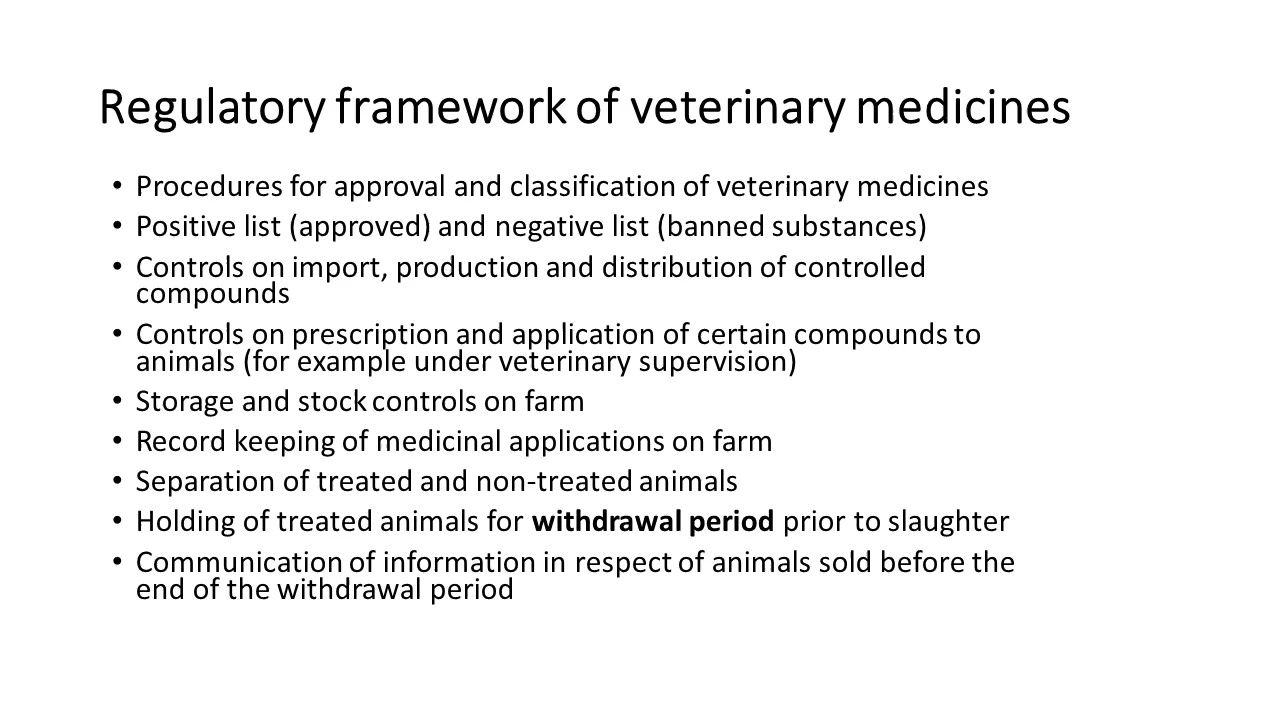 Regulatory framework of veterinary medicines
• Procedures for approval and classification of veterinary medicines
• Positive list (approved) and negative list (banned substances)
• Controls on import, production and distribution of controlled
compounds
• Controls on prescription and application of certain compounds to
animals (for example under veterinary supervision)
• Storage and stock controls on farm
• Record keeping of medicinal applications on farm
• Separation of treated and non-treated animals
• Holding of treated animals for withdrawal period prior to slaughter
• Communication of information in respect of animals sold before the
end of the withdrawal period